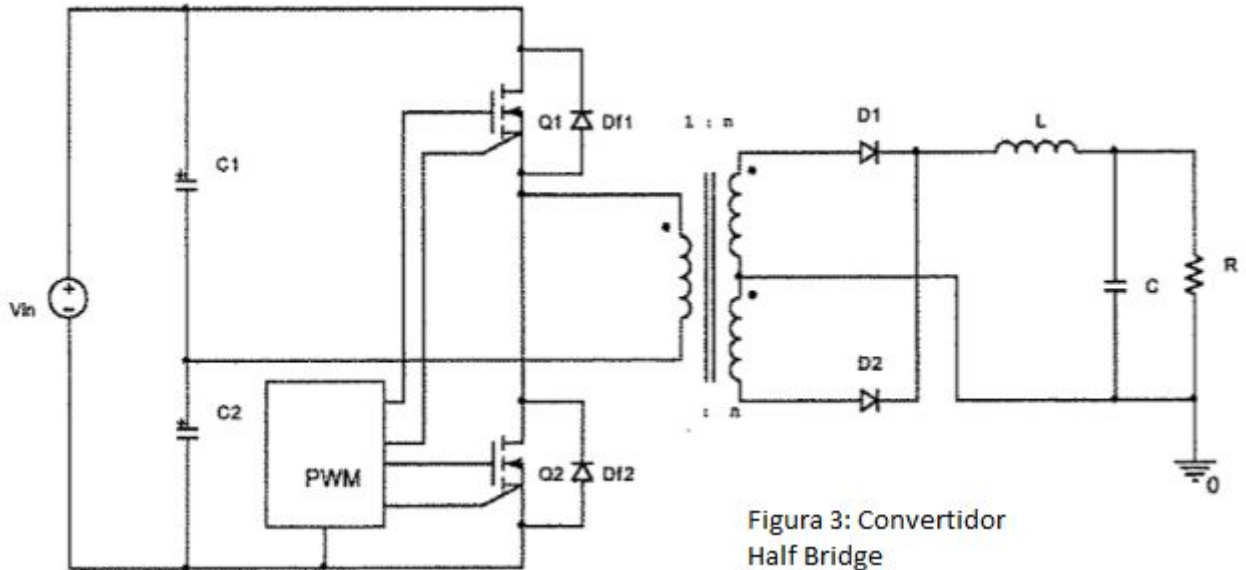 C1
Q1
Df1
1 : n
D1
L
Vin
C
R
C2
PWM
Q2
Df2
: n
D2
0
Figura 3: Convertidor
Half Bridge